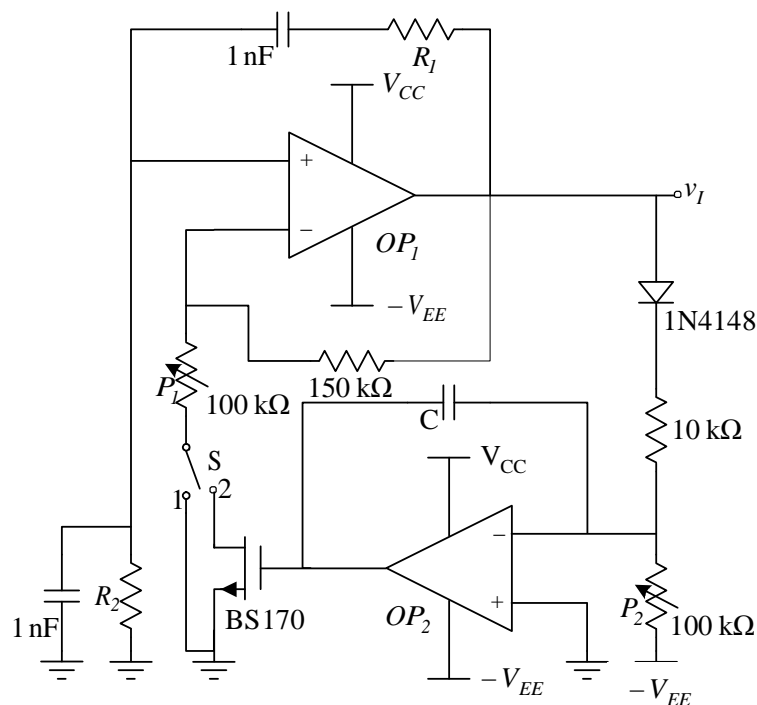 1 nF
R1
VCC
+
−
OP1
−VEE
vI
1N4148
150 kΩ
P1
100 kΩ
C
10 kΩ
S
1
2
VCC
−
+
OP2
BS170
P2
100 kΩ
R2
1 nF
−VEE
−VEE